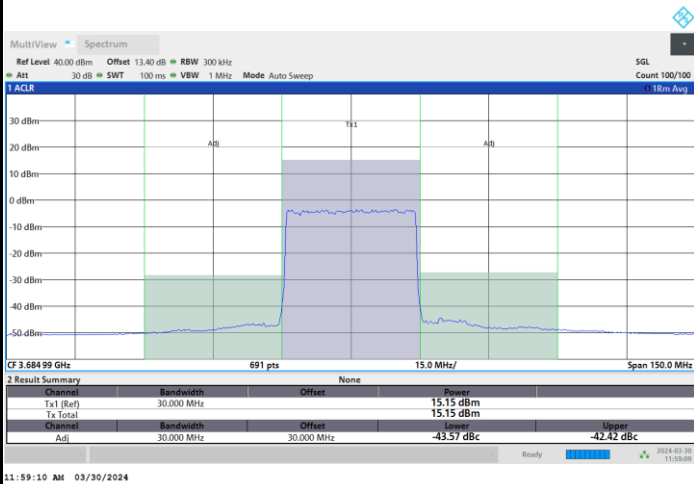 MultiView Spectrum
Ref Level 40.00 dBm Offset 13.40 dB RBW 300 kHz SGL
Att 30 dB SWT 100 ms VBW 1 MHz Mode Auto Sweep Count 100/100
1 ACLR 1Rm Avg
30 dBm
Tx1
20 dBm Adj Adj
10 dBm
0 dBm
-10 dBm
-20 dBm
-30 dBm
-40 dBm
-50 dBm
CF 3.684 99 GHz 691 pts 15.0 MHz/ Span 150.0 MHz
2 Result Summary None
Channel Bandwidth Offset Power
Tx1 (Ref) 30.000 MHz 15.15 dBm
Tx Total 15.15 dBm
Channel Bandwidth Offset Lower Upper
Adj 30.000 MHz 30.000 MHz -43.57 dBc -42.42 dBc
Ready 2024-03-30
11:59:09
11:59:10 AM 03/30/2024